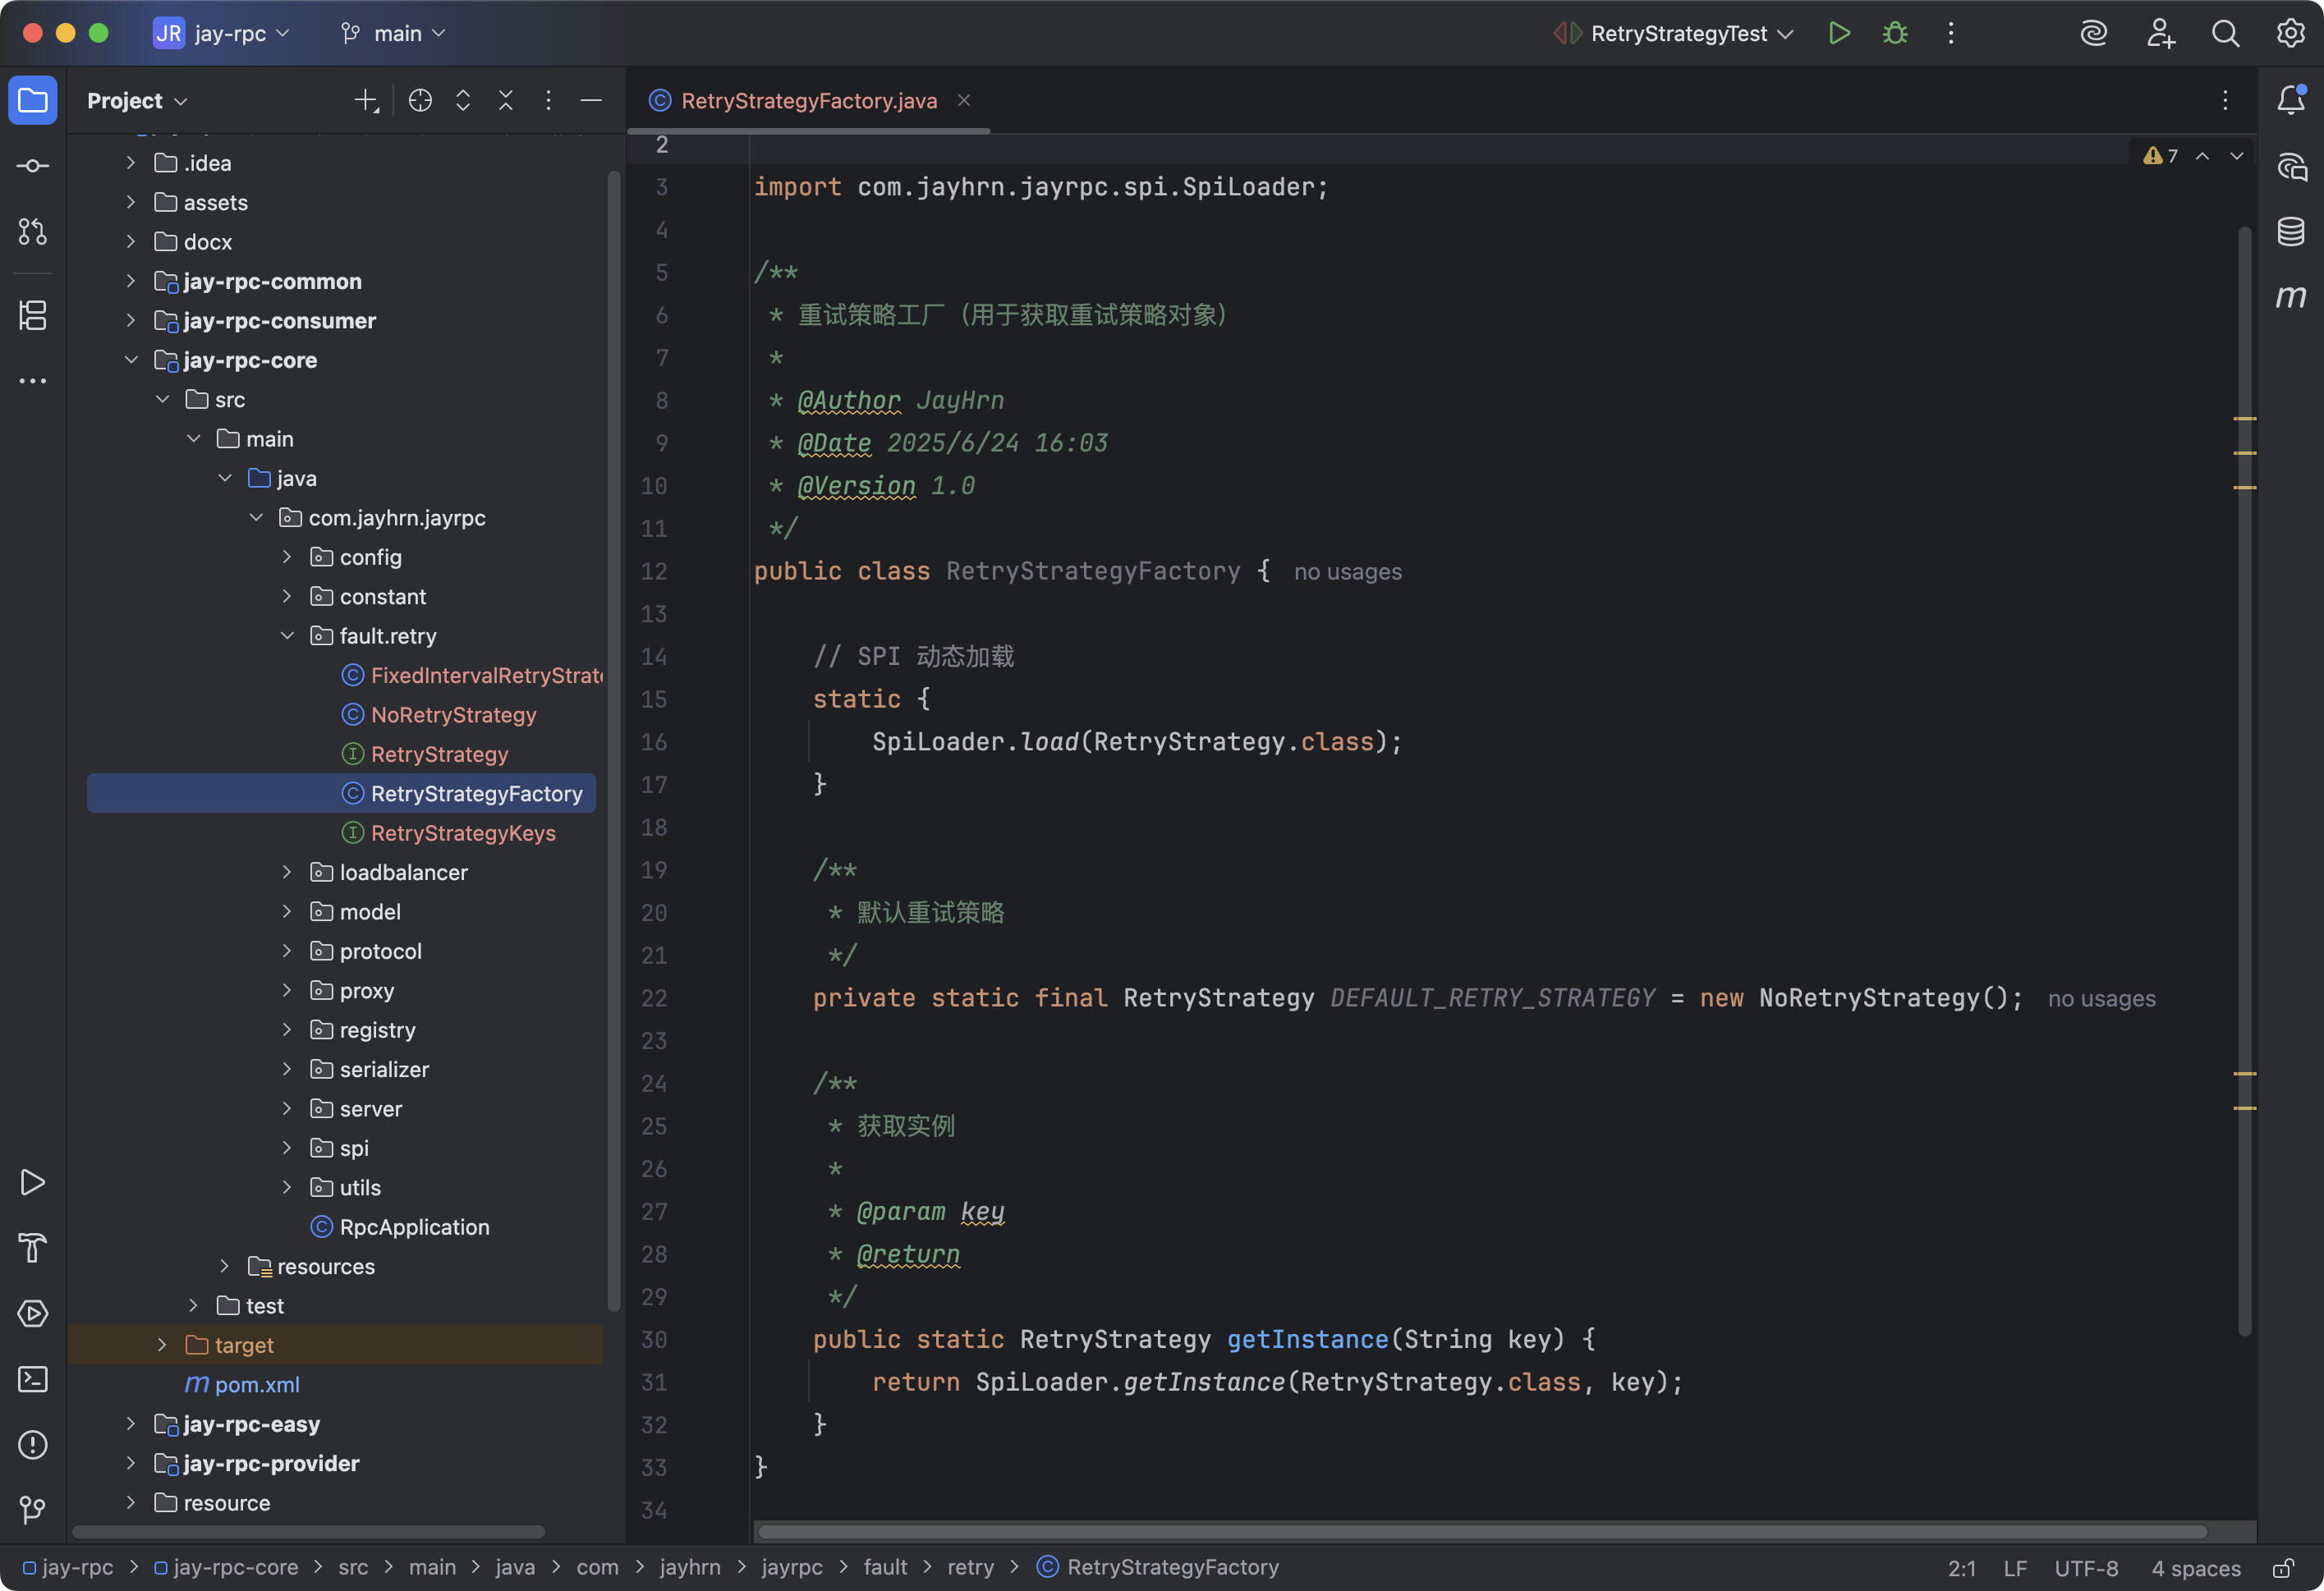 JR jay-rpc main RetryStrategyTest
Project
RetryStrategyFactory.java
.idea
assets
docx
jay-rpc-common
jay-rpc-consumer
jay-rpc-core
src
main
java
com.jayhrn.jayrpc
config
constant
fault.retry
FixedIntervalRetryStrat
NoRetryStrategy
RetryStrategy
RetryStrategyFactory
RetryStrategyKeys
loadbalancer
model
protocol
proxy
registry
serializer
server
spi
utils
RpcApplication
resources
test
target
m pom.xml
jay-rpc-easy
jay-rpc-provider
resource
7
2
3 import com.jayhrn.jayrpc.spi.SpiLoader;
4
5 /**
6 * 重试策略工厂（用于获取重试策略对象）
7 *
8 * @Author JayHrn
9 * @Date 2025/6/24 16:03
10 * @Version 1.0
11 */
12 public class RetryStrategyFactory { no usages
13
14 // SPI 动态加载
15 static {
16 SpiLoader.load(RetryStrategy.class);
17 }
18
19 /**
20 * 默认重试策略
21 */
22 private static final RetryStrategy DEFAULT_RETRY_STRATEGY = new NoRetryStrategy(); no usages
23
24 /**
25 * 获取实例
26 *
27 * @param key
28 * @return
29 */
30 public static RetryStrategy getInstance(String key) {
31 return SpiLoader.getInstance(RetryStrategy.class, key);
32 }
33 }
34
m
jay-rpc > jay-rpc-core > src > main > java > com > jayhrn > jayrpc > fault > retry > RetryStrategyFactory
2:1 LF UTF-8 4 spaces